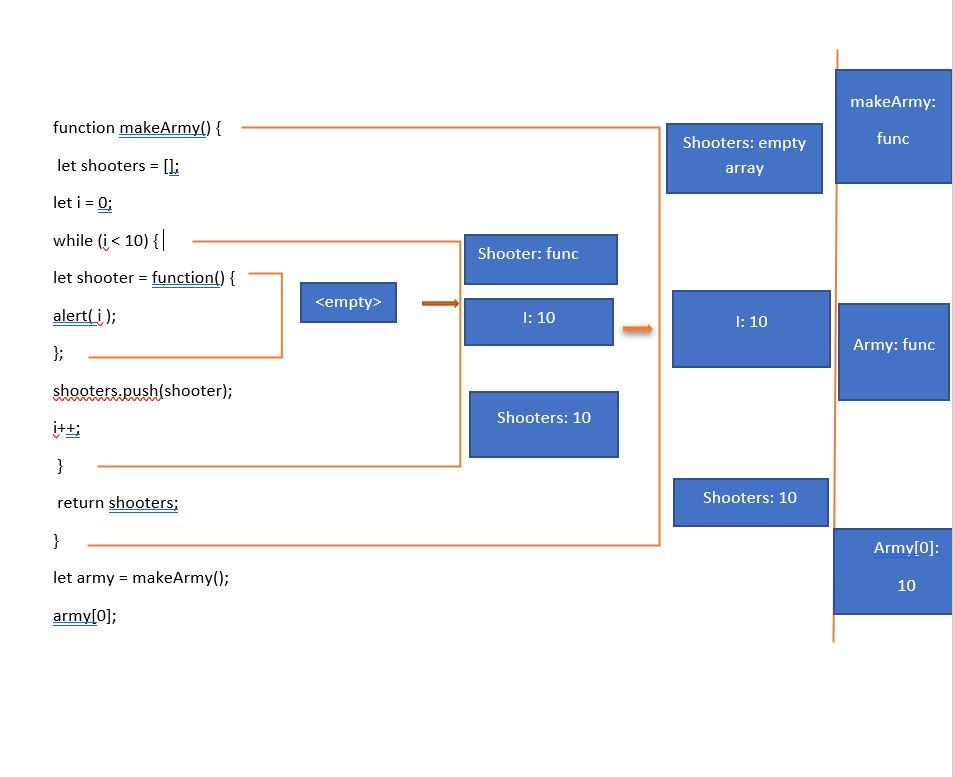 function makeArmy() {
let shooters = [];
let i = 0;
while (i < 10) {
let shooter = function() {
alert( i );
};
shooters.push(shooter);
i++;
}
return shooters;
}
let army = makeArmy();
army[0];
<empty>
Shooter: func
I: 10
Shooters: 10
Shooters: empty
array
I: 10
Shooters: 10
makeArmy:
func
Army: func
Army[0]:
10